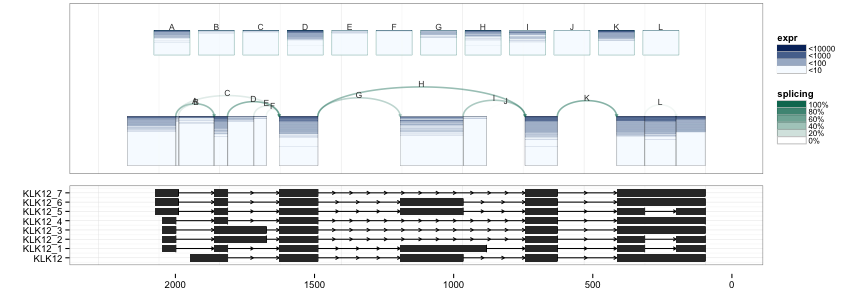 A B C D E F G H I J K L
expr
<10000
<1000
<100
<10
H
C G
D I J K L
B E F
splicing
100%
80%
60%
40%
20%
0%
KLK12_7
KLK12_6
KLK12_5
KLK12_4
KLK12_3
KLK12_2
KLK12_1
KLK12
2000 1500 1000 500 0